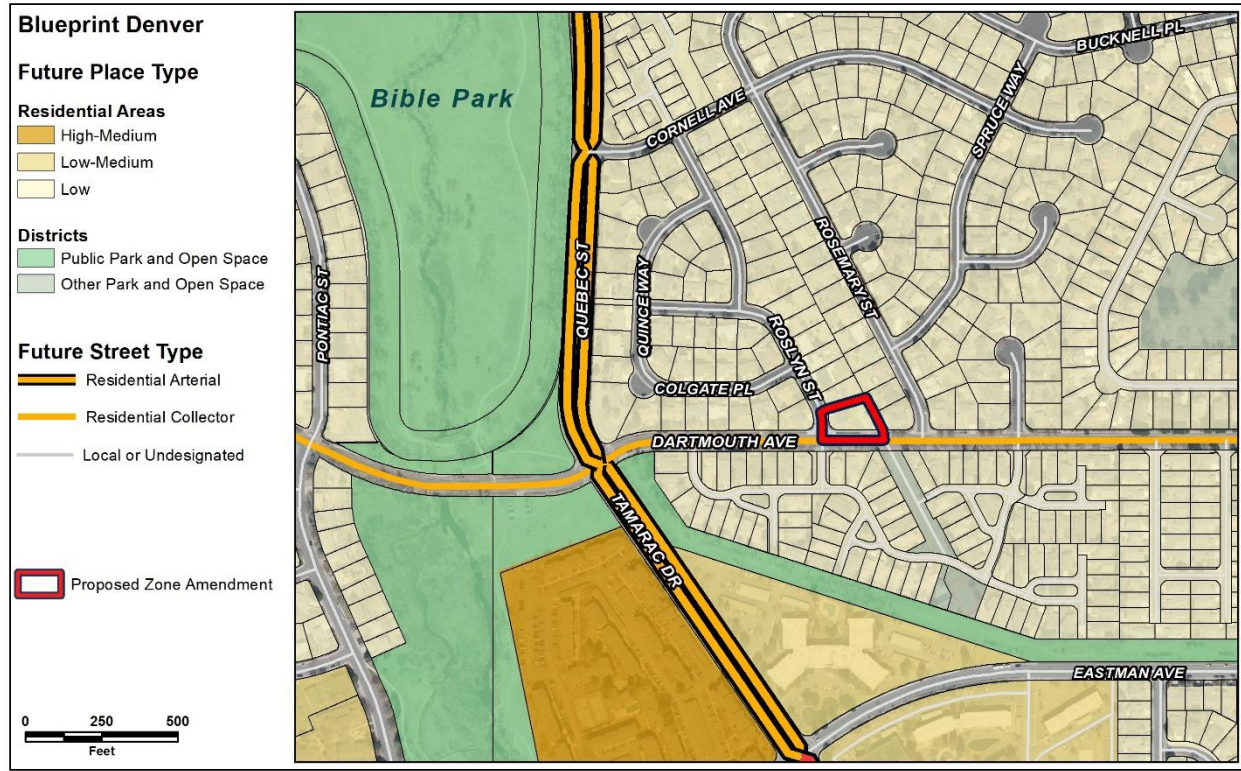 Blueprint Denver
Future Place Type
Residential Areas
High-Medium
Low-Medium
Low
Districts
Public Park and Open Space
Other Park and Open Space
Future Street Type
Residential Arterial
Residential Collector
Local or Undesignated
Proposed Zone Amendment
0 250 500
Feet
Bible Park
BUCKNELL PL
CORNELL AVE
SPRUCE WAY
PONTIAC ST
QUEBEC ST
QUINCE WAY
ROSEMARY ST
ROSLYN ST
COLGATE PL
DARTMOUTH AVE
TAMARAC DR
EASTMAN AVE